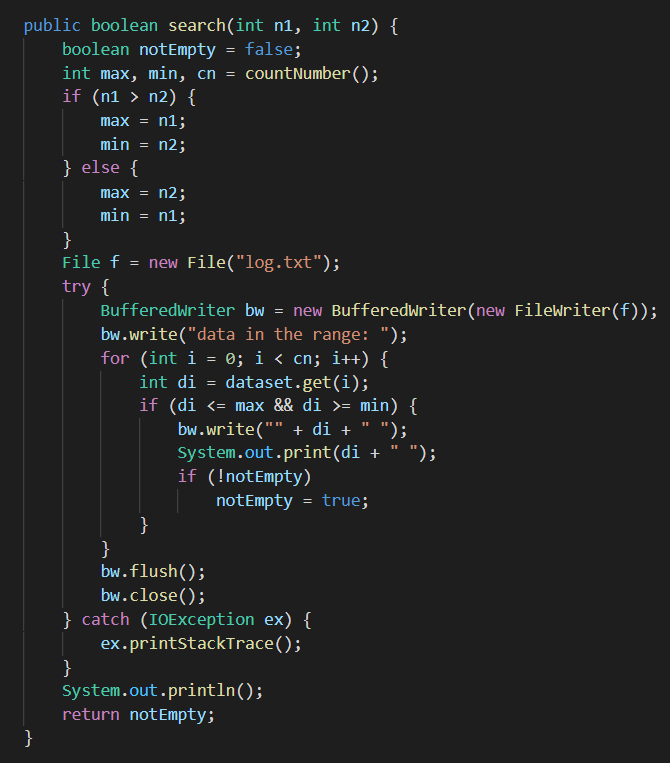 public boolean search(int n1, int n2) {
    boolean notEmpty = false;
    int max, min, cn = countNumber();
    if (n1 > n2) {
        max = n1;
        min = n2;
    } else {
        max = n2;
        min = n1;
    }
    File f = new File("log.txt");
    try {
        BufferedWriter bw = new BufferedWriter(new FileWriter(f));
        bw.write("data in the range: ");
        for (int i = 0; i < cn; i++) {
            int di = dataset.get(i);
            if (di <= max && di >= min) {
                bw.write("" + di + " ");
                System.out.print(di + " ");
                if (!notEmpty)
                    notEmpty = true;
            }
        }
        bw.flush();
        bw.close();
    } catch (IOException ex) {
        ex.printStackTrace();
    }
    System.out.println();
    return notEmpty;
}